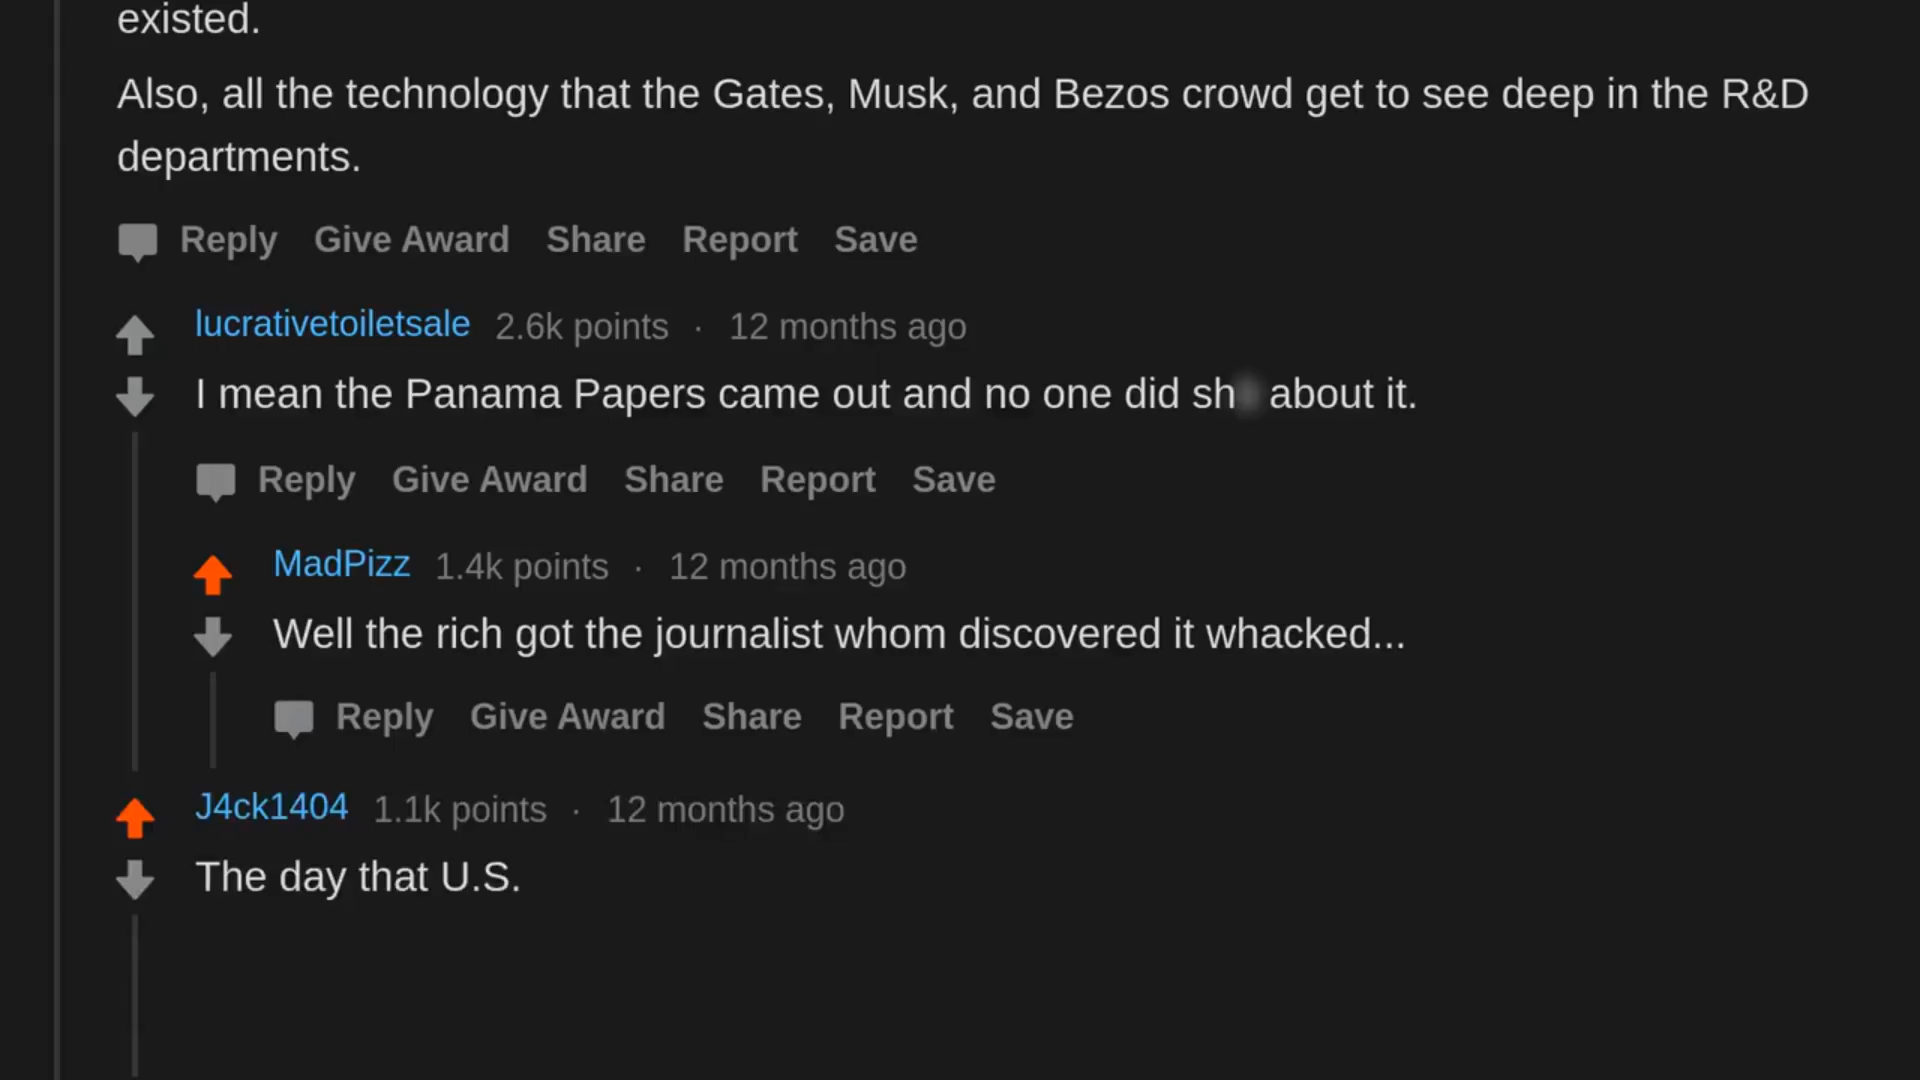 existed.
Also, all the technology that the Gates, Musk, and Bezos crowd get to see deep in the R&D
departments.
Reply Give Award Share Report Save
lucrativetoiletsale 2.6k points · 12 months ago
I mean the Panama Papers came out and no one did sh about it.
Reply Give Award Share Report Save
MadPizz 1.4k points · 12 months ago
Well the rich got the journalist whom discovered it whacked...
Reply Give Award Share Report Save
J4ck1404 1.1k points · 12 months ago
The day that U.S.